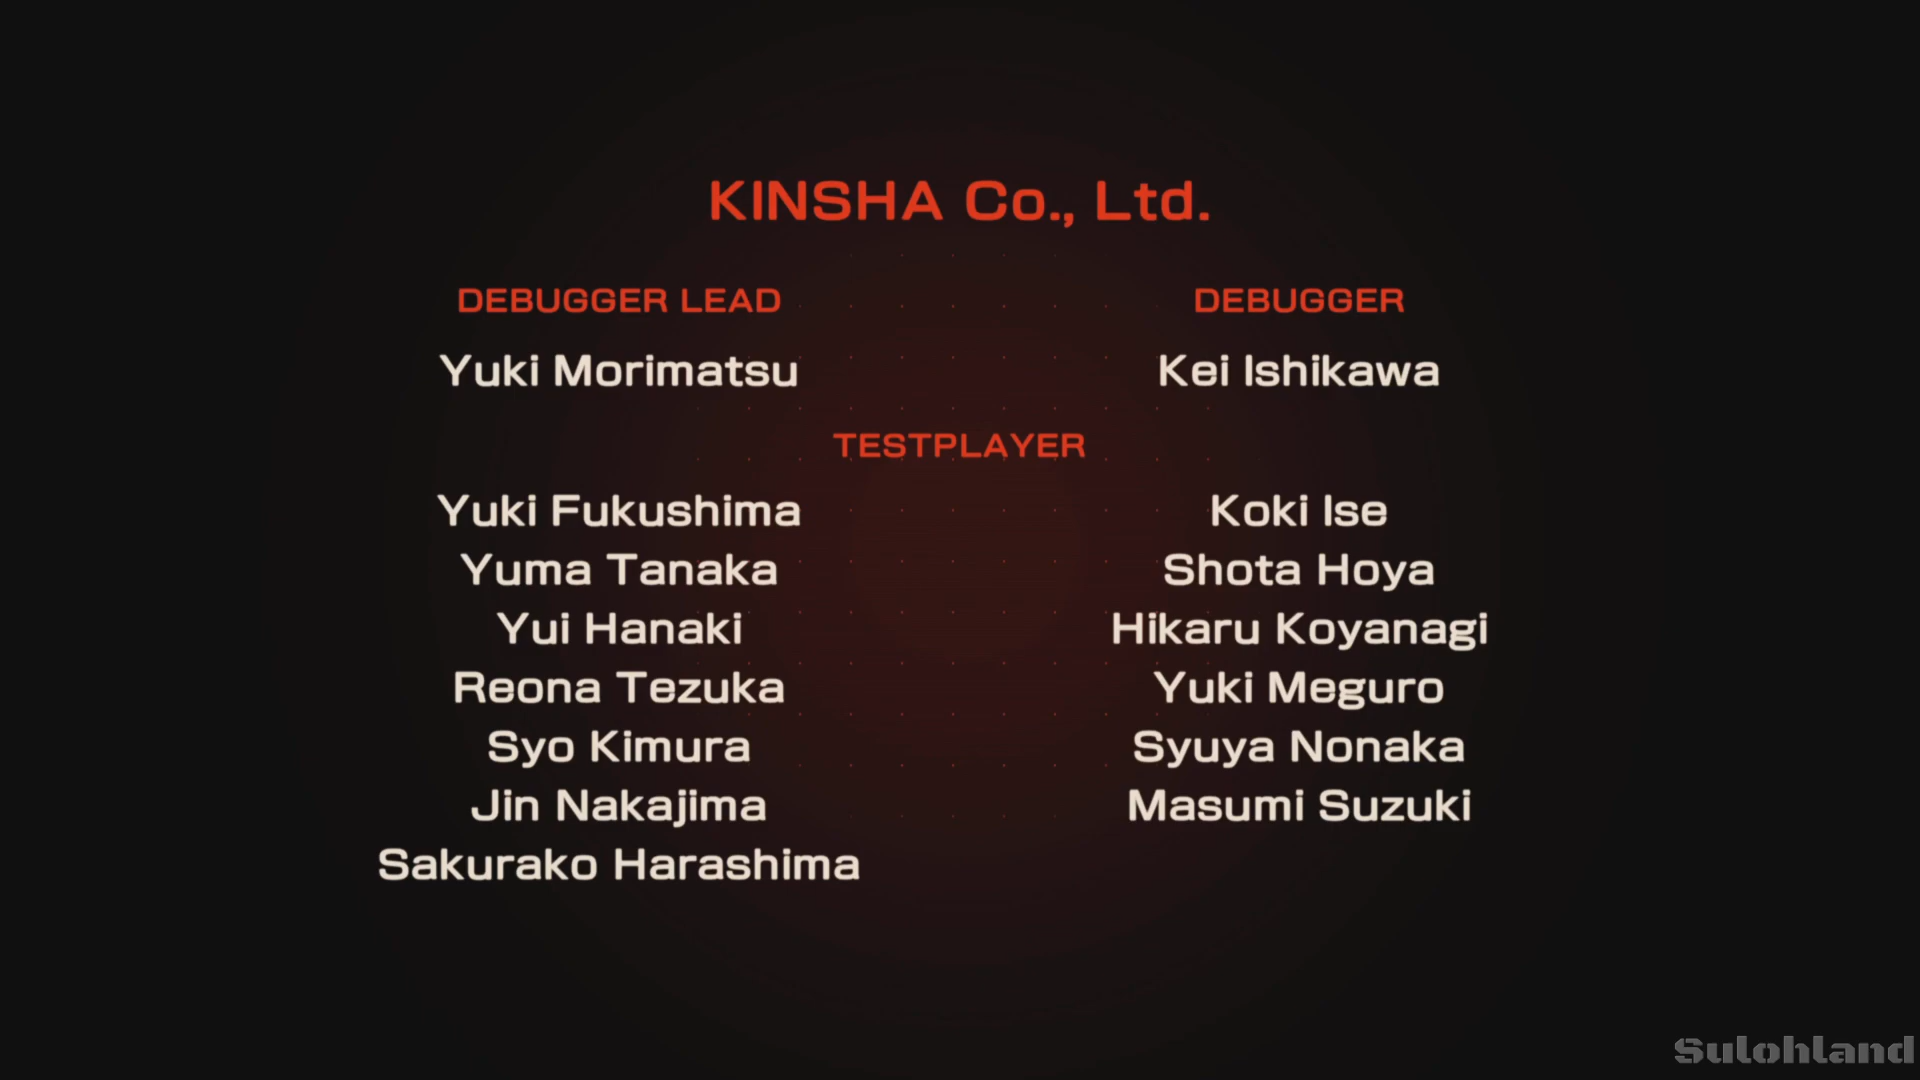 KINSHA Co., Ltd.
DEBUGGER LEAD
Yuki Morimatsu
DEBUGGER
Kei Ishikawa
TESTPLAYER
Yuki Fukushima
Yuma Tanaka
Yui Hanaki
Reona Tezuka
Syo Kimura
Jin Nakajima
Sakurako Harashima
Koki Ise
Shota Hoya
Hikaru Koyanagi
Yuki Meguro
Syuya Nonaka
Masumi Suzuki
Sulohland